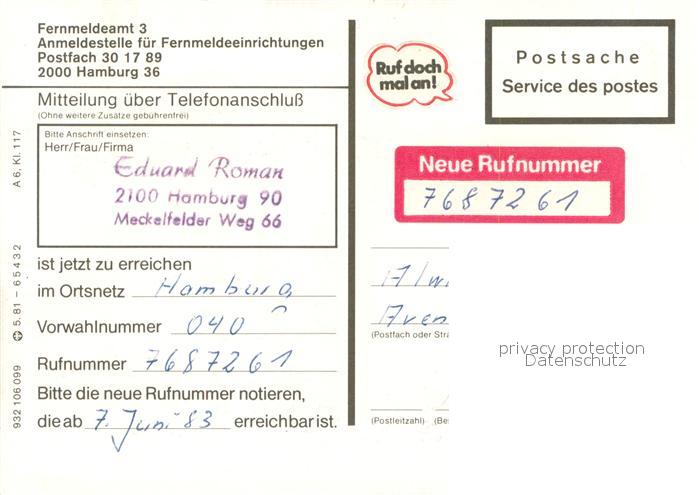 Fernmeldeamt 3
Anmeldestelle für Fernmeldeeinrichtungen
Postfach 30 17 89
2000 Hamburg 36
Mitteilung über Telefonanschluß
(Ohne weitere Zusätze gebührenfrei)
Bitte Anschrift einsetzen:
Herr/Frau/Firma
Eduard Roman
2100 Hamburg 90
Meckelfelder Weg 66
ist jetzt zu erreichen
im Ortsnetz Hamburg
Vorwahlnummer 040
Rufnummer 7687261
Bitte die neue Rufnummer notieren,
die ab 7. Juni 83 erreichbar ist.
A 6, Kl. 117
5.81 - 65432
932 106 099
Ruf doch
mal an!
Postsache
Service des postes
Neue Rufnummer
7687261
Alw
Aven
(Postfach oder Stra
privacy protection
Datenschutz
(Postleitzahl) (Be